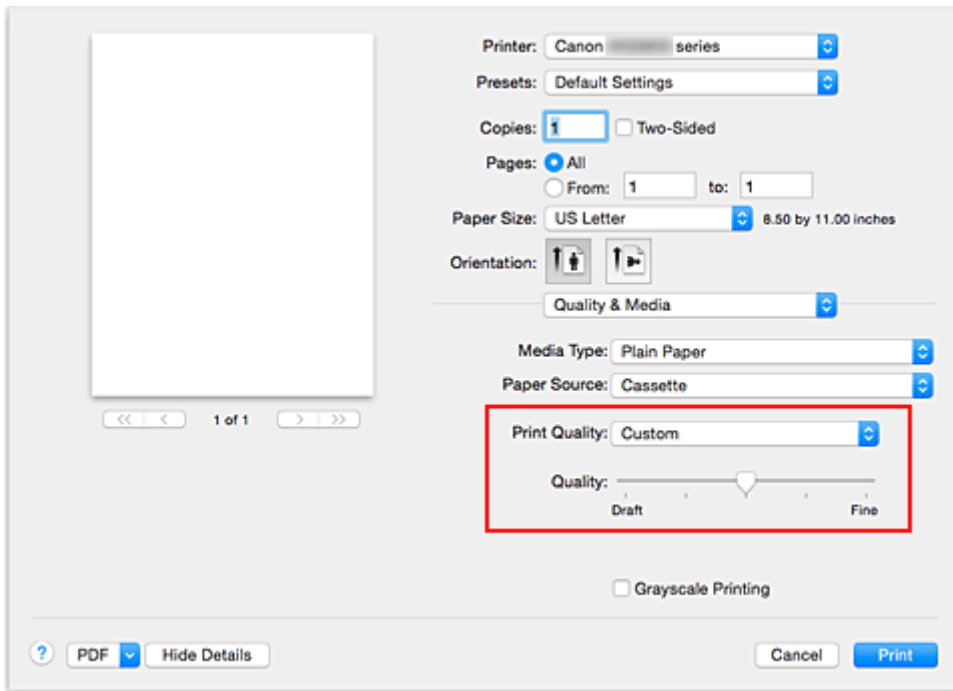 Printer: Canon series
Presets: Default Settings
Copies: 1 Two-Sided
Pages: All
From: 1 to: 1
Paper Size: US Letter 8.50 by 11.00 inches
Orientation:
Quality & Media
Media Type: Plain Paper
Paper Source: Cassette
1 of 1
Print Quality: Custom
Quality:
Draft Fine
Grayscale Printing
? PDF Hide Details Cancel Print